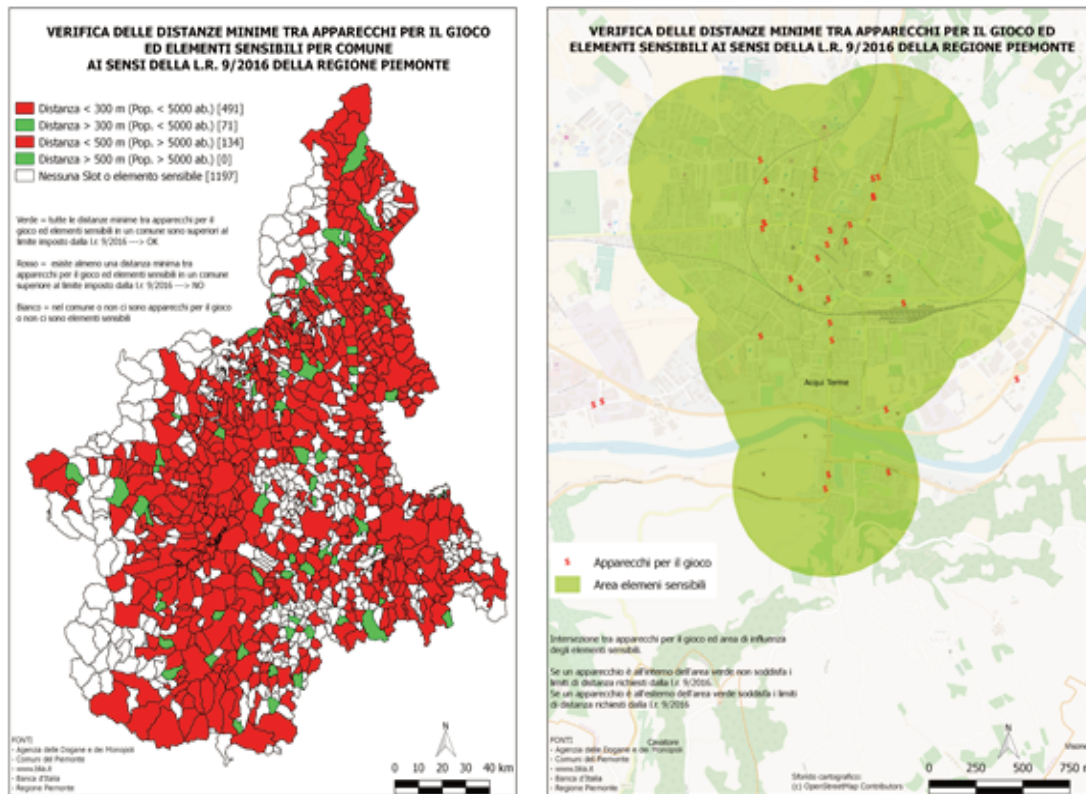 VERIFICA DELLE DISTANZE MINIME TRA APPARECCHI PER IL GIOCO
ED ELEMENTI SENSIBILI PER COMUNE
AI SENSI DELLA L.R. 9/2016 DELLA REGIONE PIEMONTE
Distanza < 300 m (Pop. < 5000 ab.) [491]
Distanza > 300 m (Pop. < 5000 ab.) [71]
Distanza < 500 m (Pop. > 5000 ab.) [134]
Distanza > 500 m (Pop. > 5000 ab.) [0]
Nessuna Slot o elemento sensibile [1197]
Verde = tutte le distanze minime tra apparecchi per il
gioco ed elementi sensibili in un comune sono superiori al
limite imposto dalla l.r. 9/2016 ---> OK
Rosso = esiste almeno una distanza minima tra
apparecchi per il gioco ed elementi sensibili in un comune
superiore al limite imposto dalla l.r. 9/2016 ---> NO
Bianco = nel comune o non ci sono apparecchi per il gioco
o non ci sono elementi sensibili
FONTI
- Agenzia delle Dogane e dei Monopoli
- Comuni del Piemonte
- Banca d'Italia
- Regione Piemonte
N
0 10 20 30 40 km
VERIFICA DELLE DISTANZE MINIME TRA APPARECCHI PER IL GIOCO ED
ELEMENTI SENSIBILI AI SENSI DELLA L.R. 9/2016 DELLA REGIONE PIEMONTE
Acqui Terme
Apparecchi per il gioco
Area elemeni sensibili
Intersezione tra apparecchi per il gioco ed area di influenza
degli elementi sensibili.
Se un apparecchio è all'interno dell'area verde non soddisfa i
limiti di distanza richiesti dalla l.r. 9/2016.
Se un apparecchio è all'esterno dell'area verde soddisfa i limiti
di distanza richiesti dalla l.r. 9/2016
FONTI
Cavatore
- Agenzia delle Dogane e dei Monopoli
- Comuni del Piemonte
- Banca d'Italia
- Regione Piemonte
Sfondo cartografico:
(c) OpenStreetMap Contributors
N
Visone
0 250 500 750 m